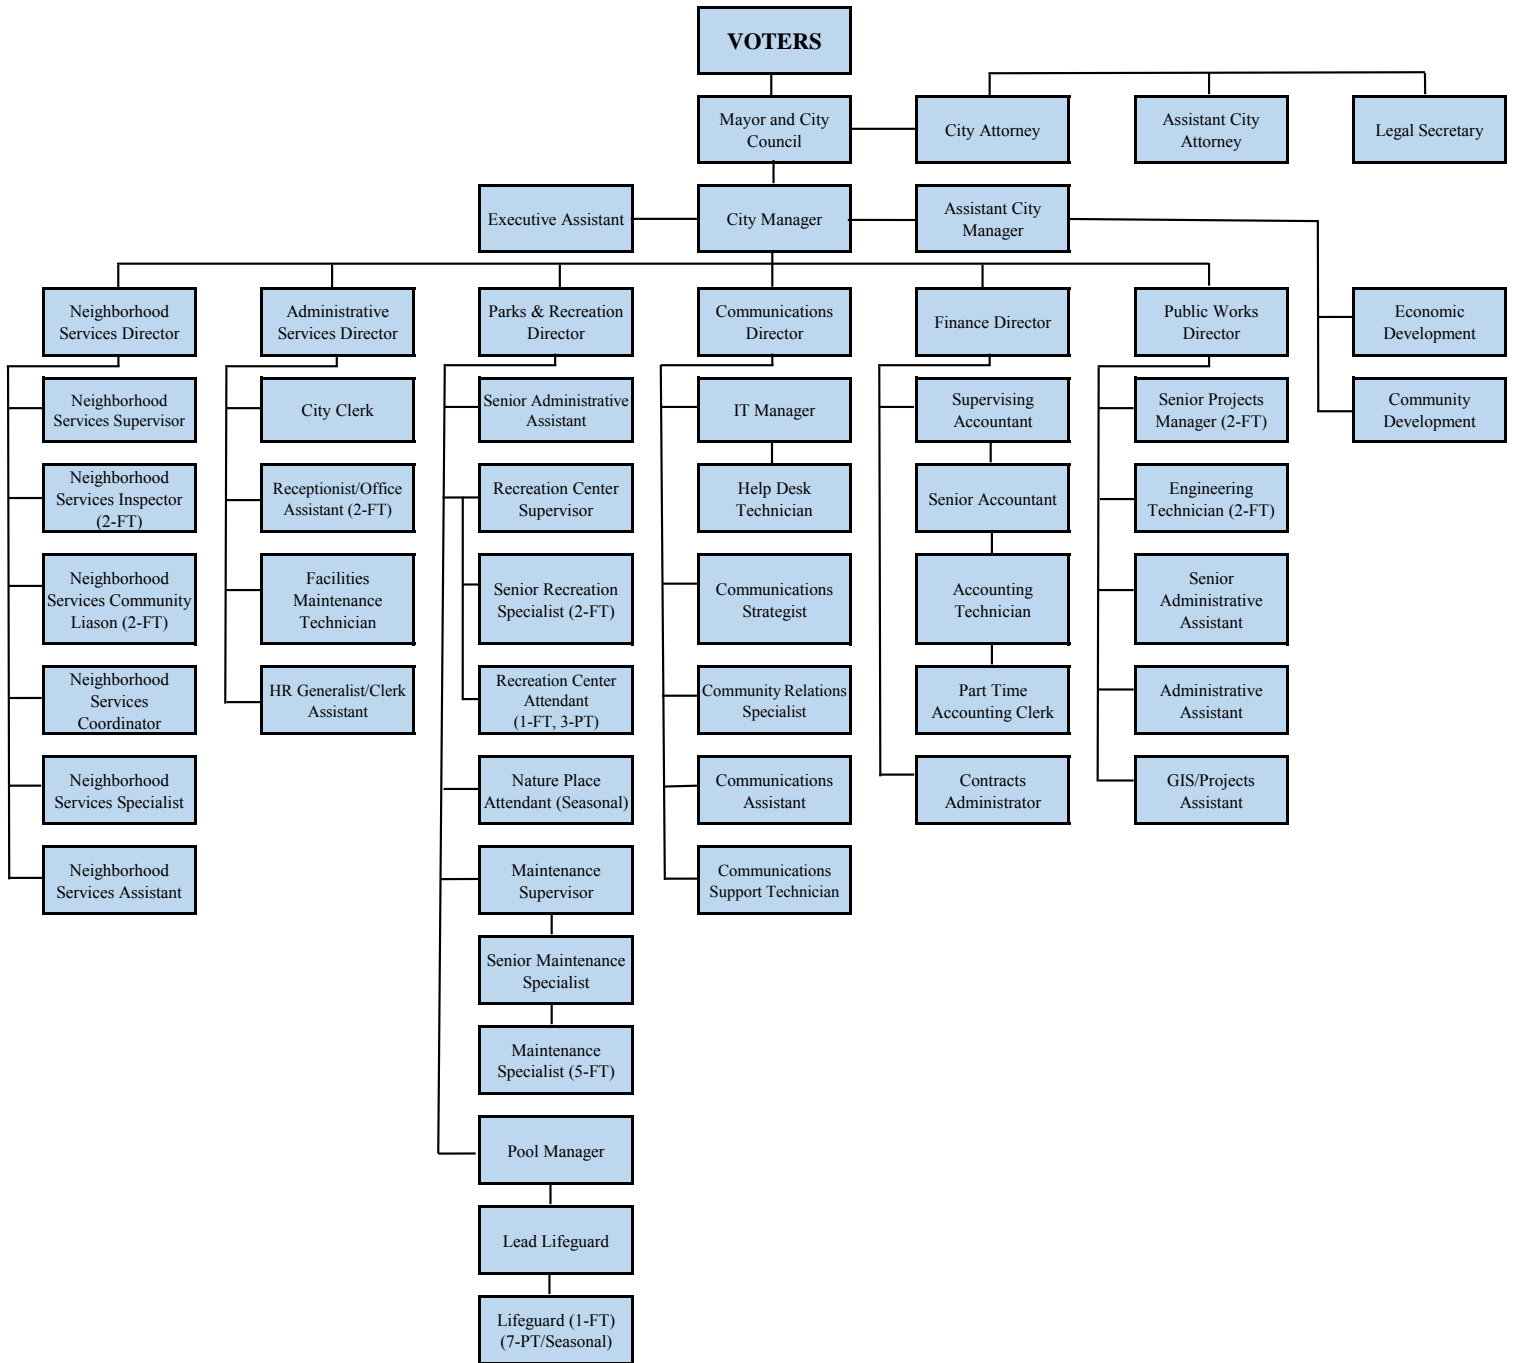 VOTERS
Mayor and City
Council
City Attorney
Assistant City
Attorney
Legal Secretary
Executive Assistant
City Manager
Assistant City
Manager
Neighborhood
Services Director
Administrative
Services Director
Parks & Recreation
Director
Communications
Director
Finance Director
Public Works
Director
Economic
Development
Neighborhood
Services Supervisor
City Clerk
Senior Administrative
Assistant
IT Manager
Supervising
Accountant
Senior Projects
Manager (2-FT)
Community
Development
Neighborhood
Services Inspector
(2-FT)
Receptionist/Office
Assistant (2-FT)
Recreation Center
Supervisor
Help Desk
Technician
Senior Accountant
Engineering
Technician (2-FT)
Neighborhood
Services Community
Liason (2-FT)
Facilities
Maintenance
Technician
Senior Recreation
Specialist (2-FT)
Communications
Strategist
Accounting
Technician
Senior
Administrative
Assistant
Neighborhood
Services
Coordinator
HR Generalist/Clerk
Assistant
Recreation Center
Attendant
(1-FT, 3-PT)
Community Relations
Specialist
Part Time
Accounting Clerk
Administrative
Assistant
Neighborhood
Services Specialist
Nature Place
Attendant (Seasonal)
Communications
Assistant
Contracts
Administrator
GIS/Projects
Assistant
Neighborhood
Services Assistant
Maintenance
Supervisor
Communications
Support Technician
Senior Maintenance
Specialist
Maintenance
Specialist (5-FT)
Pool Manager
Lead Lifeguard
Lifeguard (1-FT)
(7-PT/Seasonal)